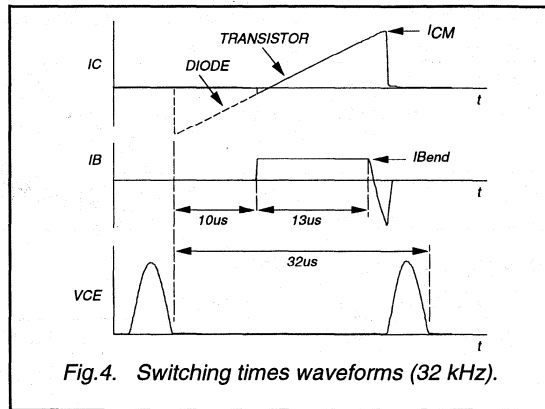 ICM
TRANSISTOR
DIODE
IC
t
IB
IBend
10us
13us
t
32us
VCE
t
Fig.4. Switching times waveforms (32 kHz).